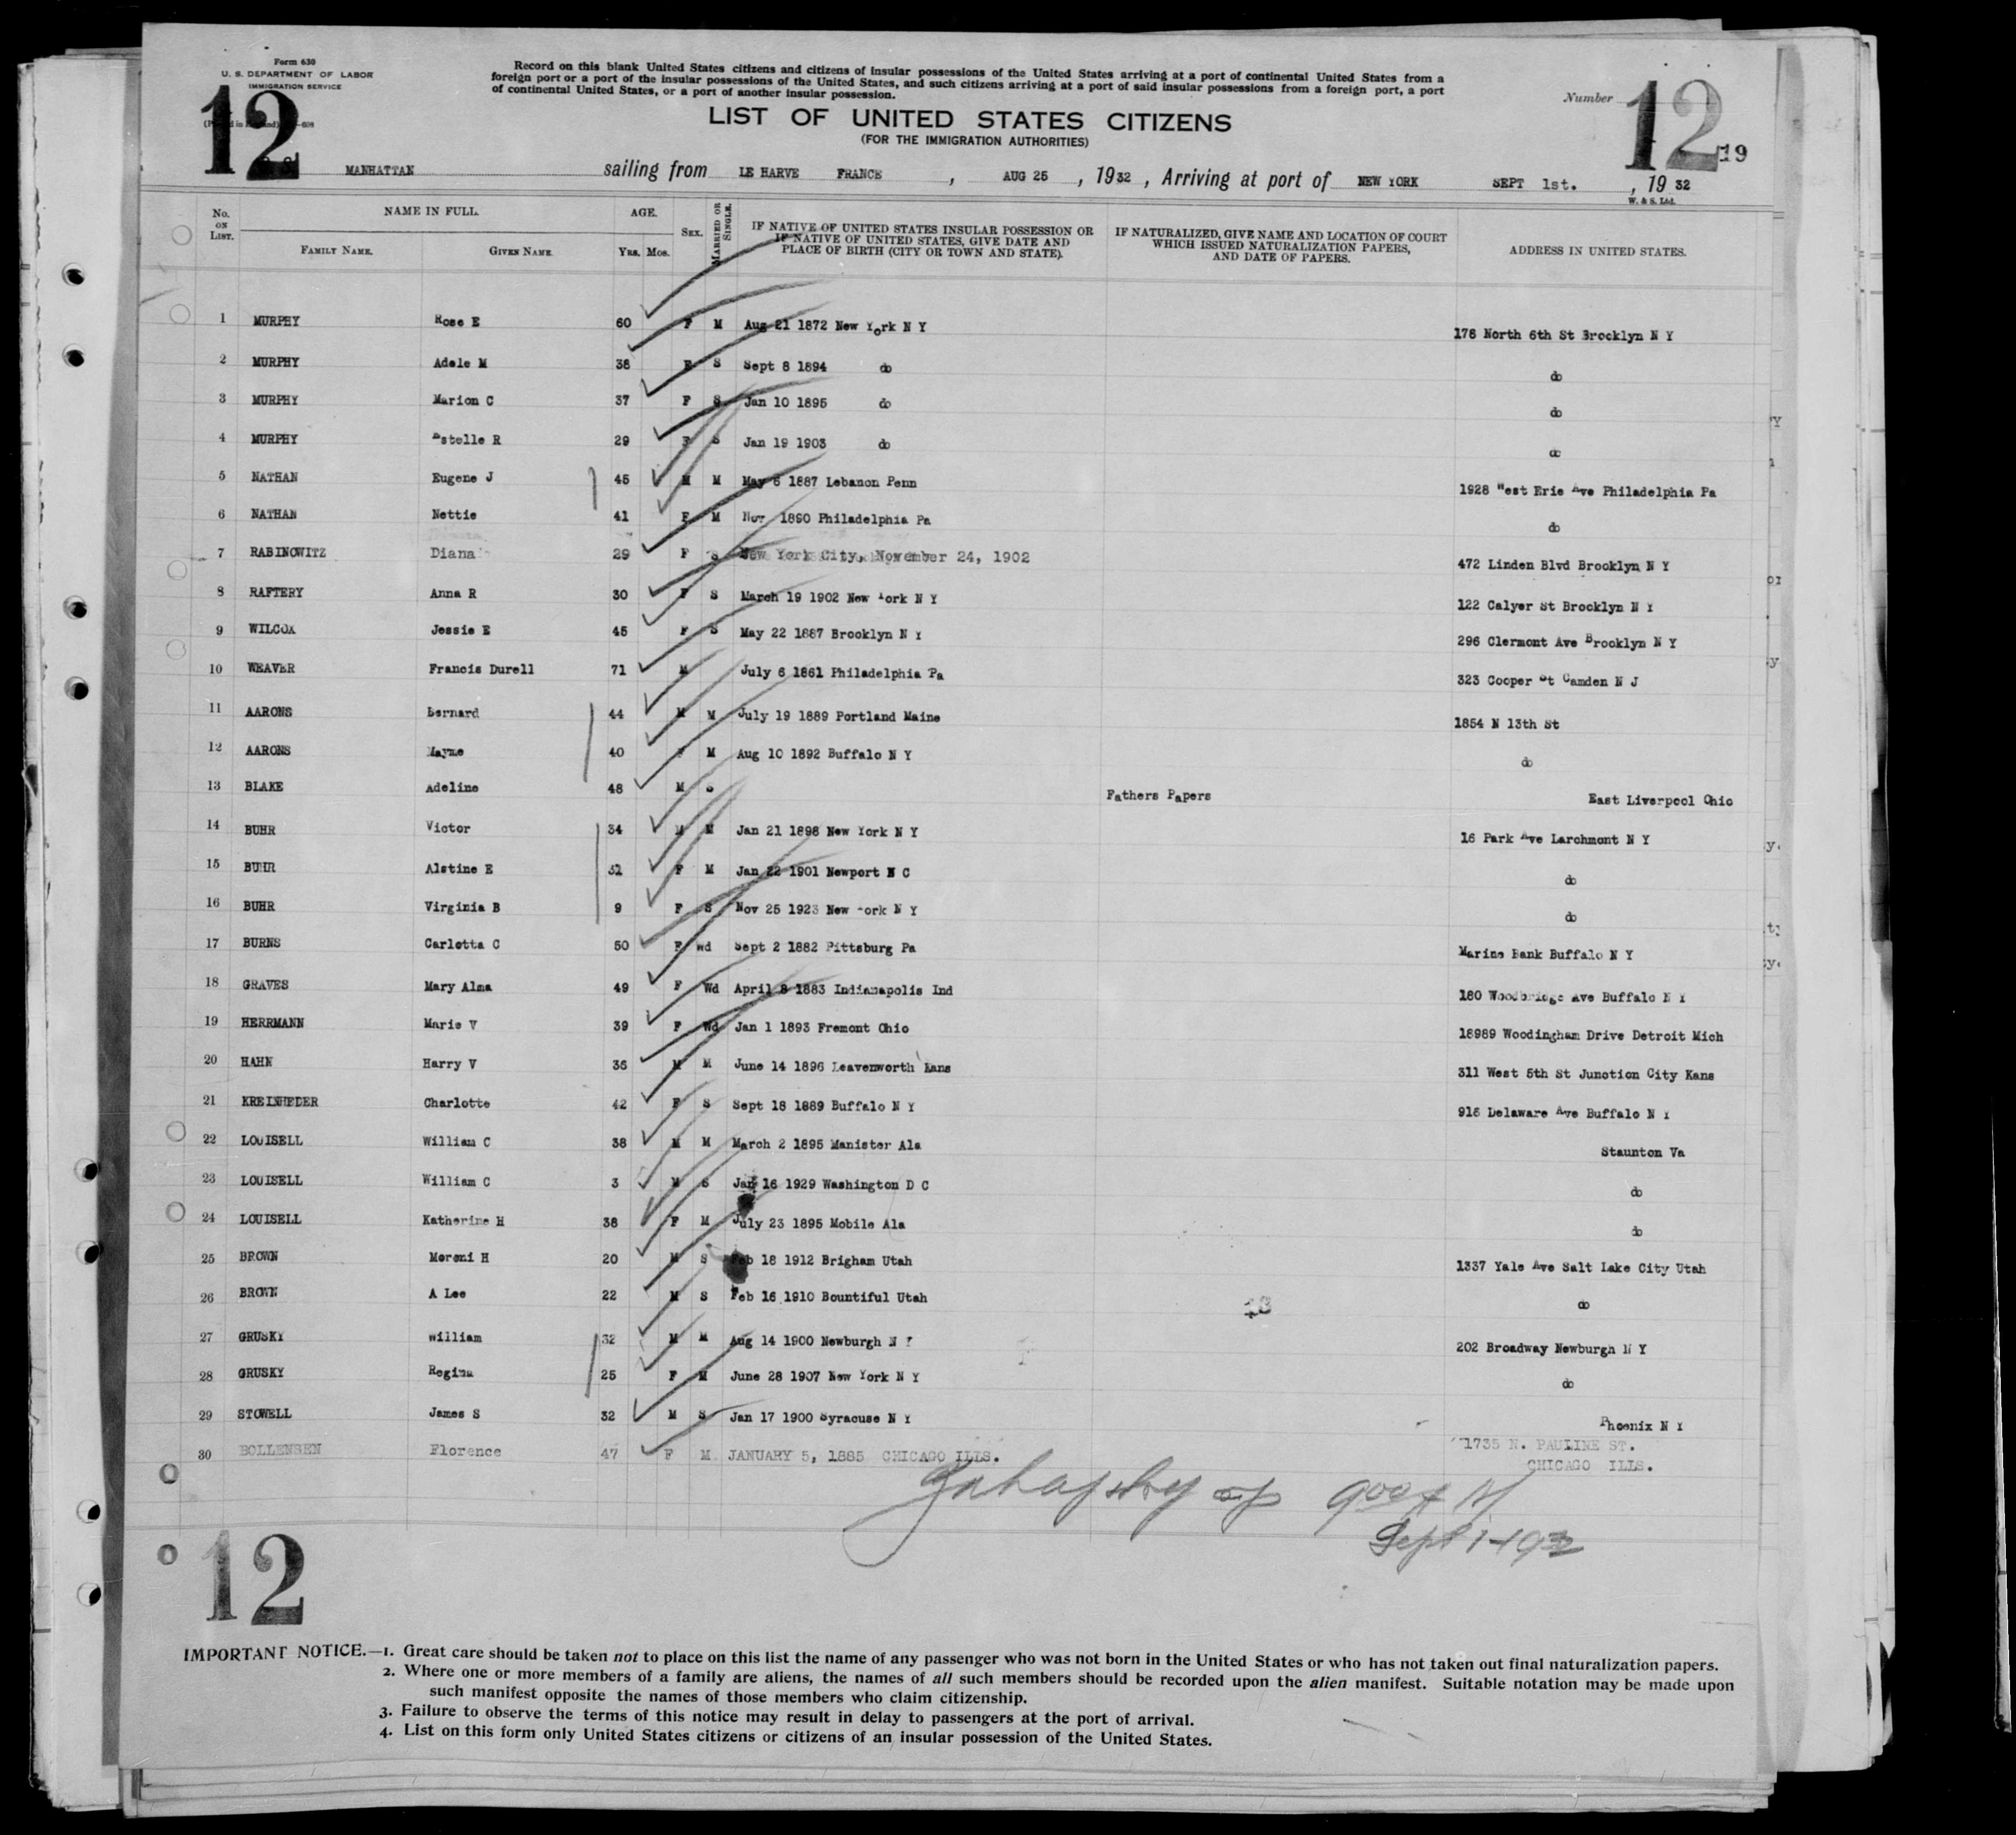 Form 630
U. S. DEPARTMENT OF LABOR
IMMIGRATION SERVICE
12
Record on this blank United States citizens and citizens of insular possessions of the United States arriving at a port of continental United States from a
foreign port or a port of the insular possessions of the United States, and such citizens arriving at a port of said insular possessions from a foreign port, a port
of continental United States, or a port of another insular possession.
Number 12
19
LIST OF UNITED STATES CITIZENS
(FOR THE IMMIGRATION AUTHORITIES)
MANHATTAN sailing from LE HARVE FRANCE , AUG 25 , 1932 , Arriving at port of NEW YORK SEPT 1st. , 19 32
W. & S. Ltd.
No. ON LIST. NAME IN FULL. FAMILY NAME. GIVEN NAME. AGE. YRS. MOS. SEX. MARRIED OR SINGLE. IF NATIVE OF UNITED STATES INSULAR POSSESSION OR IF NATIVE OF UNITED STATES, GIVE DATE AND PLACE OF BIRTH (CITY OR TOWN AND STATE). IF NATURALIZED, GIVE NAME AND LOCATION OF COURT WHICH ISSUED NATURALIZATION PAPERS, AND DATE OF PAPERS. ADDRESS IN UNITED STATES.
1 MURPHY Rose E 60 F M Aug 21 1872 New York N Y 178 North 6th St Brooklyn N Y
2 MURPHY Adele M 38 F S Sept 8 1894 do do
3 MURPHY Marion C 37 F S Jan 10 1895 do do
4 MURPHY Estelle R 29 F S Jan 19 1903 do do
5 NATHAN Eugene J 45 M M May 6 1887 Lebanon Penn 1928 West Erie Ave Philadelphia Pa
6 NATHAN Nettie 41 F M Nov 1890 Philadelphia Pa do
7 RABINOWITZ Diana 29 F S New York City, November 24, 1902 472 Linden Blvd Brooklyn N Y
8 RAFTERY Anna R 30 F S March 19 1902 New York N Y 122 Calyer St Brooklyn N Y
9 WILCOX Jessie E 45 F S May 22 1887 Brooklyn N Y 296 Clermont Ave Brooklyn N Y
10 WEAVER Francis Durell 71 M July 6 1861 Philadelphia Pa 323 Cooper St Camden N J
11 AARONS Bernard 44 M M July 19 1889 Portland Maine 1854 N 13th St
12 AARONS Mayme 40 F M Aug 10 1892 Buffalo N Y do
13 BLAKE Adeline 48 M S Fathers Papers East Liverpool Ohio
14 BUHR Victor 34 M M Jan 21 1898 New York N Y 16 Park Ave Larchmont N Y
15 BUHR Alstine E 31 F M Jan 22 1901 Newport N C do
16 BUHR Virginia B 9 F S Nov 25 1923 New York N Y do
17 BURNS Carlotta C 50 F wd Sept 2 1882 Pittsburg Pa Marine Bank Buffalo N Y
18 GRAVES Mary Alma 49 F Wd April 8 1883 Indianapolis Ind 180 Woodbridge Ave Buffalo N Y
19 HERRMANN Marie V 39 F Wd Jan 1 1893 Fremont Ohio 18989 Woodingham Drive Detroit Mich
20 HAHN Harry V 36 M M June 14 1896 Leavenworth Kans 311 West 5th St Junction City Kans
21 KREINHEDER Charlotte 42 F S Sept 18 1889 Buffalo N Y 916 Delaware Ave Buffalo N Y
22 LOUISELL William C 38 M M March 2 1895 Manister Ala Staunton Va
23 LOUISELL William C 3 M S Jan 16 1929 Washington D C do
24 LOUISELL Katherine H 38 F M July 23 1895 Mobile Ala do
25 BROWN Moroni H 20 M S Feb 18 1912 Brigham Utah 1337 Yale Ave Salt Lake City Utah
26 BROWN A Lee 22 M S Feb 16 1910 Bountiful Utah do
27 GRUSKY William 32 M M Aug 14 1900 Newburgh N Y 202 Broadway Newburgh N Y
28 GRUSKY Regina 25 F M June 28 1907 New York N Y do
29 STOWELL James S 32 M S Jan 17 1900 Syracuse N Y Phoenix N Y
30 BOLLENSEN Florence 47 F M. JANUARY 5, 1885 CHICAGO ILLS. 1735 N. PAULINE ST.
CHICAGO ILLS.
Sept 1-1932
12
IMPORTANT NOTICE.—1. Great care should be taken not to place on this list the name of any passenger who was not born in the United States or who has not taken out final naturalization papers.
2. Where one or more members of a family are aliens, the names of all such members should be recorded upon the alien manifest. Suitable notation may be made upon
such manifest opposite the names of those members who claim citizenship.
3. Failure to observe the terms of this notice may result in delay to passengers at the port of arrival.
4. List on this form only United States citizens or citizens of an insular possession of the United States.